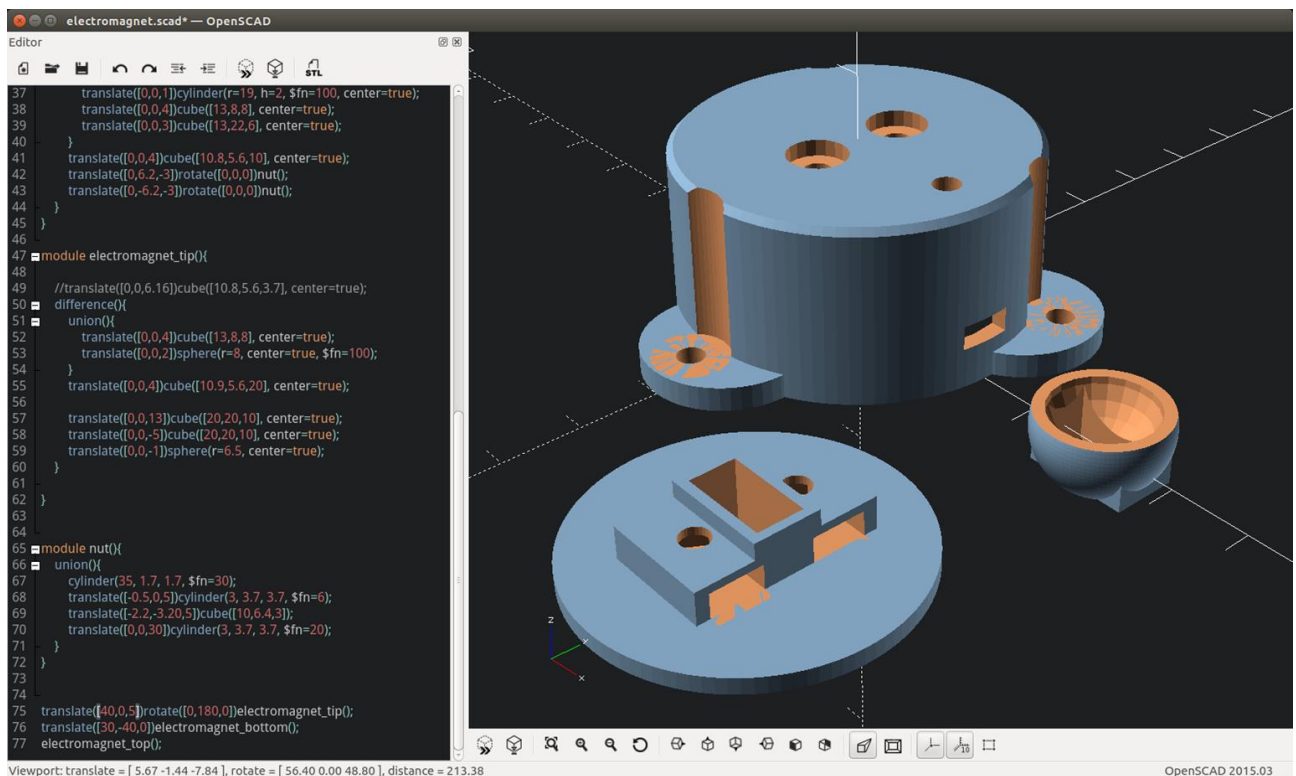 electromagnet.scad* — OpenSCAD
Editor
STL
37 translate([0,0,1])cylinder(r=19, h=2, $fn=100, center=true);
38 translate([0,0,4])cube([13,8,8], center=true);
39 translate([0,0,3])cube([13,22,6], center=true);
40 }
41 translate([0,0,4])cube([10.8,5.6,10], center=true);
42 translate([0,6.2,-3])rotate([0,0,0])nut();
43 translate([0,-6.2,-3])rotate([0,0,0])nut();
44 }
45 }
46
47 module electromagnet_tip(){
48
49 //translate([0,0,6.16])cube([10.8,5.6,3.7], center=true);
50 difference(){
51 union(){
52 translate([0,0,4])cube([13,8,8], center=true);
53 translate([0,0,2])sphere(r=8, center=true, $fn=100);
54 }
55 translate([0,0,4])cube([10.9,5.6,20], center=true);
56
57 translate([0,0,13])cube([20,20,10], center=true);
58 translate([0,0,-5])cube([20,20,10], center=true);
59 translate([0,0,-1])sphere(r=6.5, center=true);
60 }
61
62 }
63
64
65 module nut(){
66 union(){
67 cylinder(35, 1.7, 1.7, $fn=30);
68 translate([-0.5,0,5])cylinder(3, 3.7, 3.7, $fn=6);
69 translate([-2.2,-3.20,5])cube([10,6.4,3]);
70 translate([0,0,30])cylinder(3, 3.7, 3.7, $fn=20);
71 }
72 }
73
74
75 translate([40,0,5])rotate([0,180,0])electromagnet_tip();
76 translate([30,-40,0])electromagnet_bottom();
77 electromagnet_top();
z
x
10
Viewport: translate = [ 5.67 -1.44 -7.84 ], rotate = [ 56.40 0.00 48.80 ], distance = 213.38
OpenSCAD 2015.03